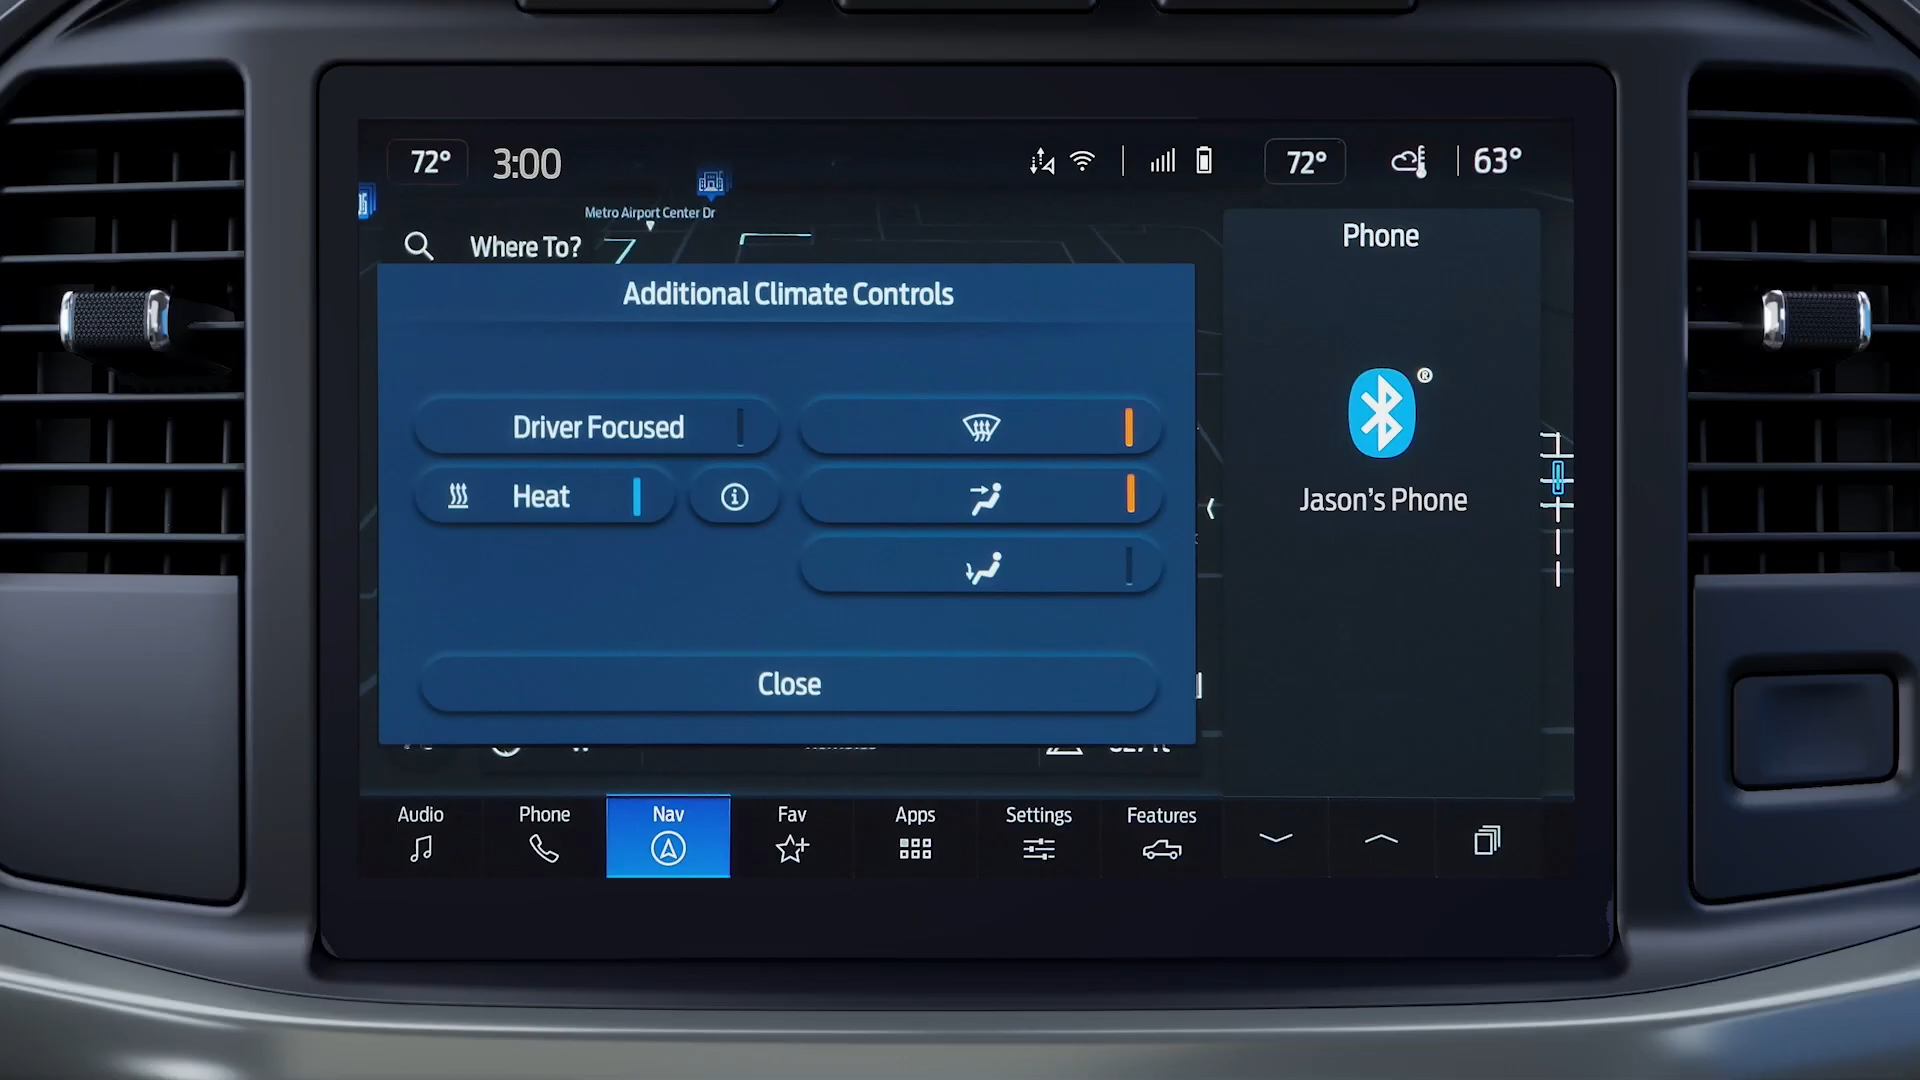 72° 3:00 72° 63°
Metro Airport Center Dr
Where To?
Phone
Additional Climate Controls
Driver Focused
Heat
Jason's Phone
Close
Audio Phone Nav Fav Apps Settings Features